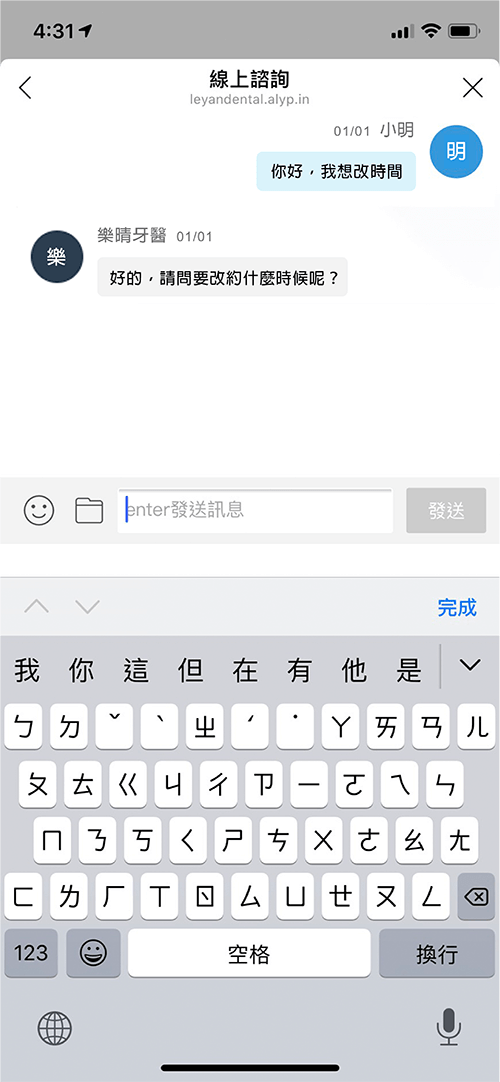 4:31
線上諮詢
leyandental.alyp.in
01/01 小明
明
你好，我想改時間
樂晴牙醫 01/01
樂
好的，請問要改約什麼時候呢？
enter發送訊息
發送
完成
我 你 這 但 在 有 他 是
ㄅ ㄉ ˇ ˋ ㄓ ˊ ˙ ㄚ ㄞ ㄢ ㄦ
ㄆ ㄊ ㄍ ㄐ ㄔ ㄗ 一 ㄛ ㄟ ㄣ
ㄇ ㄋ ㄎ ㄑ ㄕ ㄘ ㄨ ㄜ ㄠ ㄤ
ㄈ ㄌ ㄏ ㄒ ㄖ ㄙ ㄩ ㄝ ㄡ ㄥ
123 空格 換行